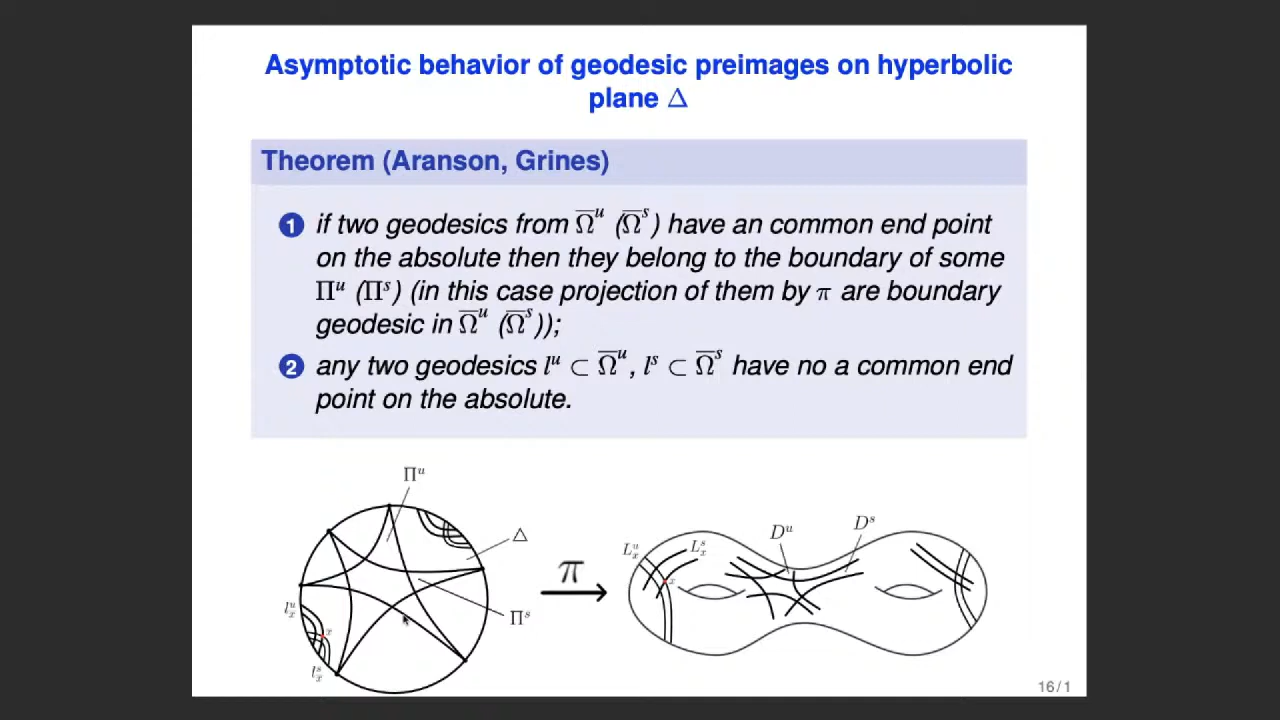 Asymptotic behavior of geodesic preimages on hyperbolic
plane Δ
Theorem (Aranson, Grines)
1 if two geodesics from Ω̅ᵘ (Ω̅ˢ) have an common end point
on the absolute then they belong to the boundary of some
Πᵘ (Πˢ) (in this case projection of them by π are boundary
geodesic in Ω̅ᵘ (Ω̅ˢ));
2 any two geodesics lᵘ ⊂ Ω̅ᵘ, lˢ ⊂ Ω̅ˢ have no a common end
point on the absolute.
Πᵘ
Δ
Πˢ
lᵘₓ
x
lˢₓ
π
Lᵘₓ
Lˢₓ
x
Dᵘ
Dˢ
16/1